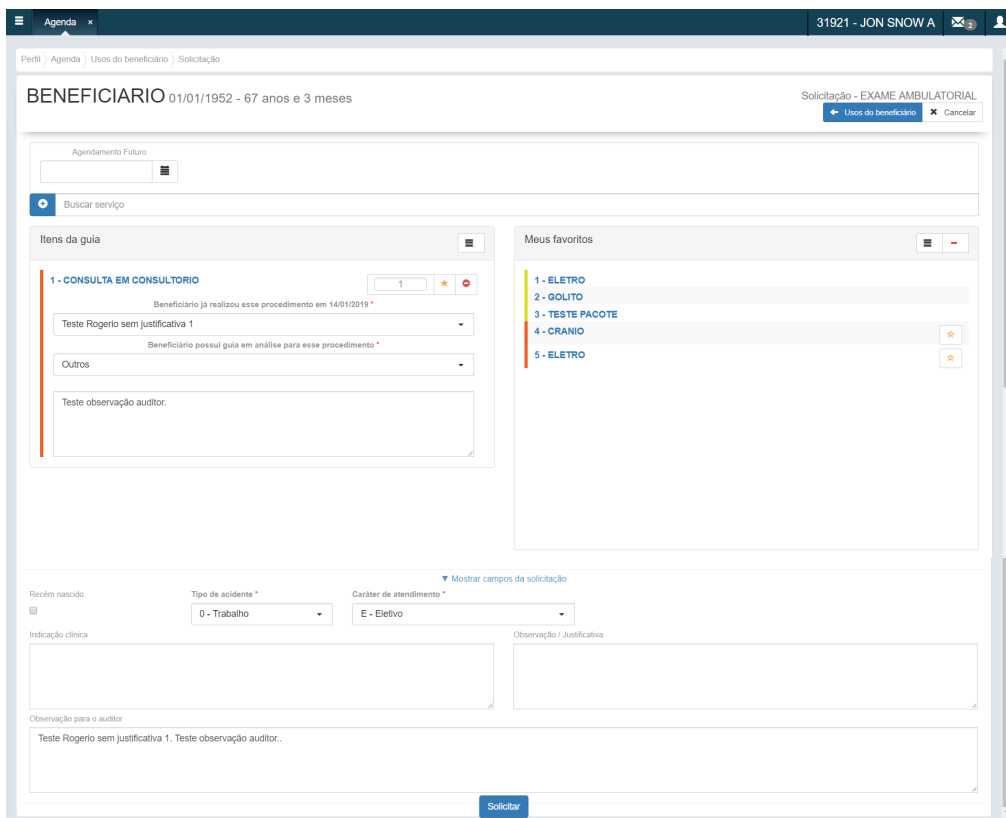 Agenda ×
31921 - JON SNOW A 2
Perfil Agenda Usos do beneficiário Solicitação
BENEFICIARIO 01/01/1952 - 67 anos e 3 meses
Solicitação - EXAME AMBULATORIAL
Usos do beneficiário
Cancelar
Agendamento Futuro
Buscar serviço
Itens da guia
1 - CONSULTA EM CONSULTORIO
1
Beneficiário já realizou esse procedimento em 14/01/2019 *
Teste Rogerio sem justificativa 1
Beneficiário possui guia em análise para esse procedimento *
Outros
Teste observação auditor.
Meus favoritos
1 - ELETRO
2 - GOLITO
3 - TESTE PACOTE
4 - CRANIO
5 - ELETRO
▼ Mostrar campos da solicitação
Recém nascido
Tipo de acidente *
Caráter de atendimento *
0 - Trabalho
E - Eletivo
Indicação clínica
Observação / Justificativa
Observação para o auditor
Teste Rogerio sem justificativa 1. Teste observação auditor..
Solicitar